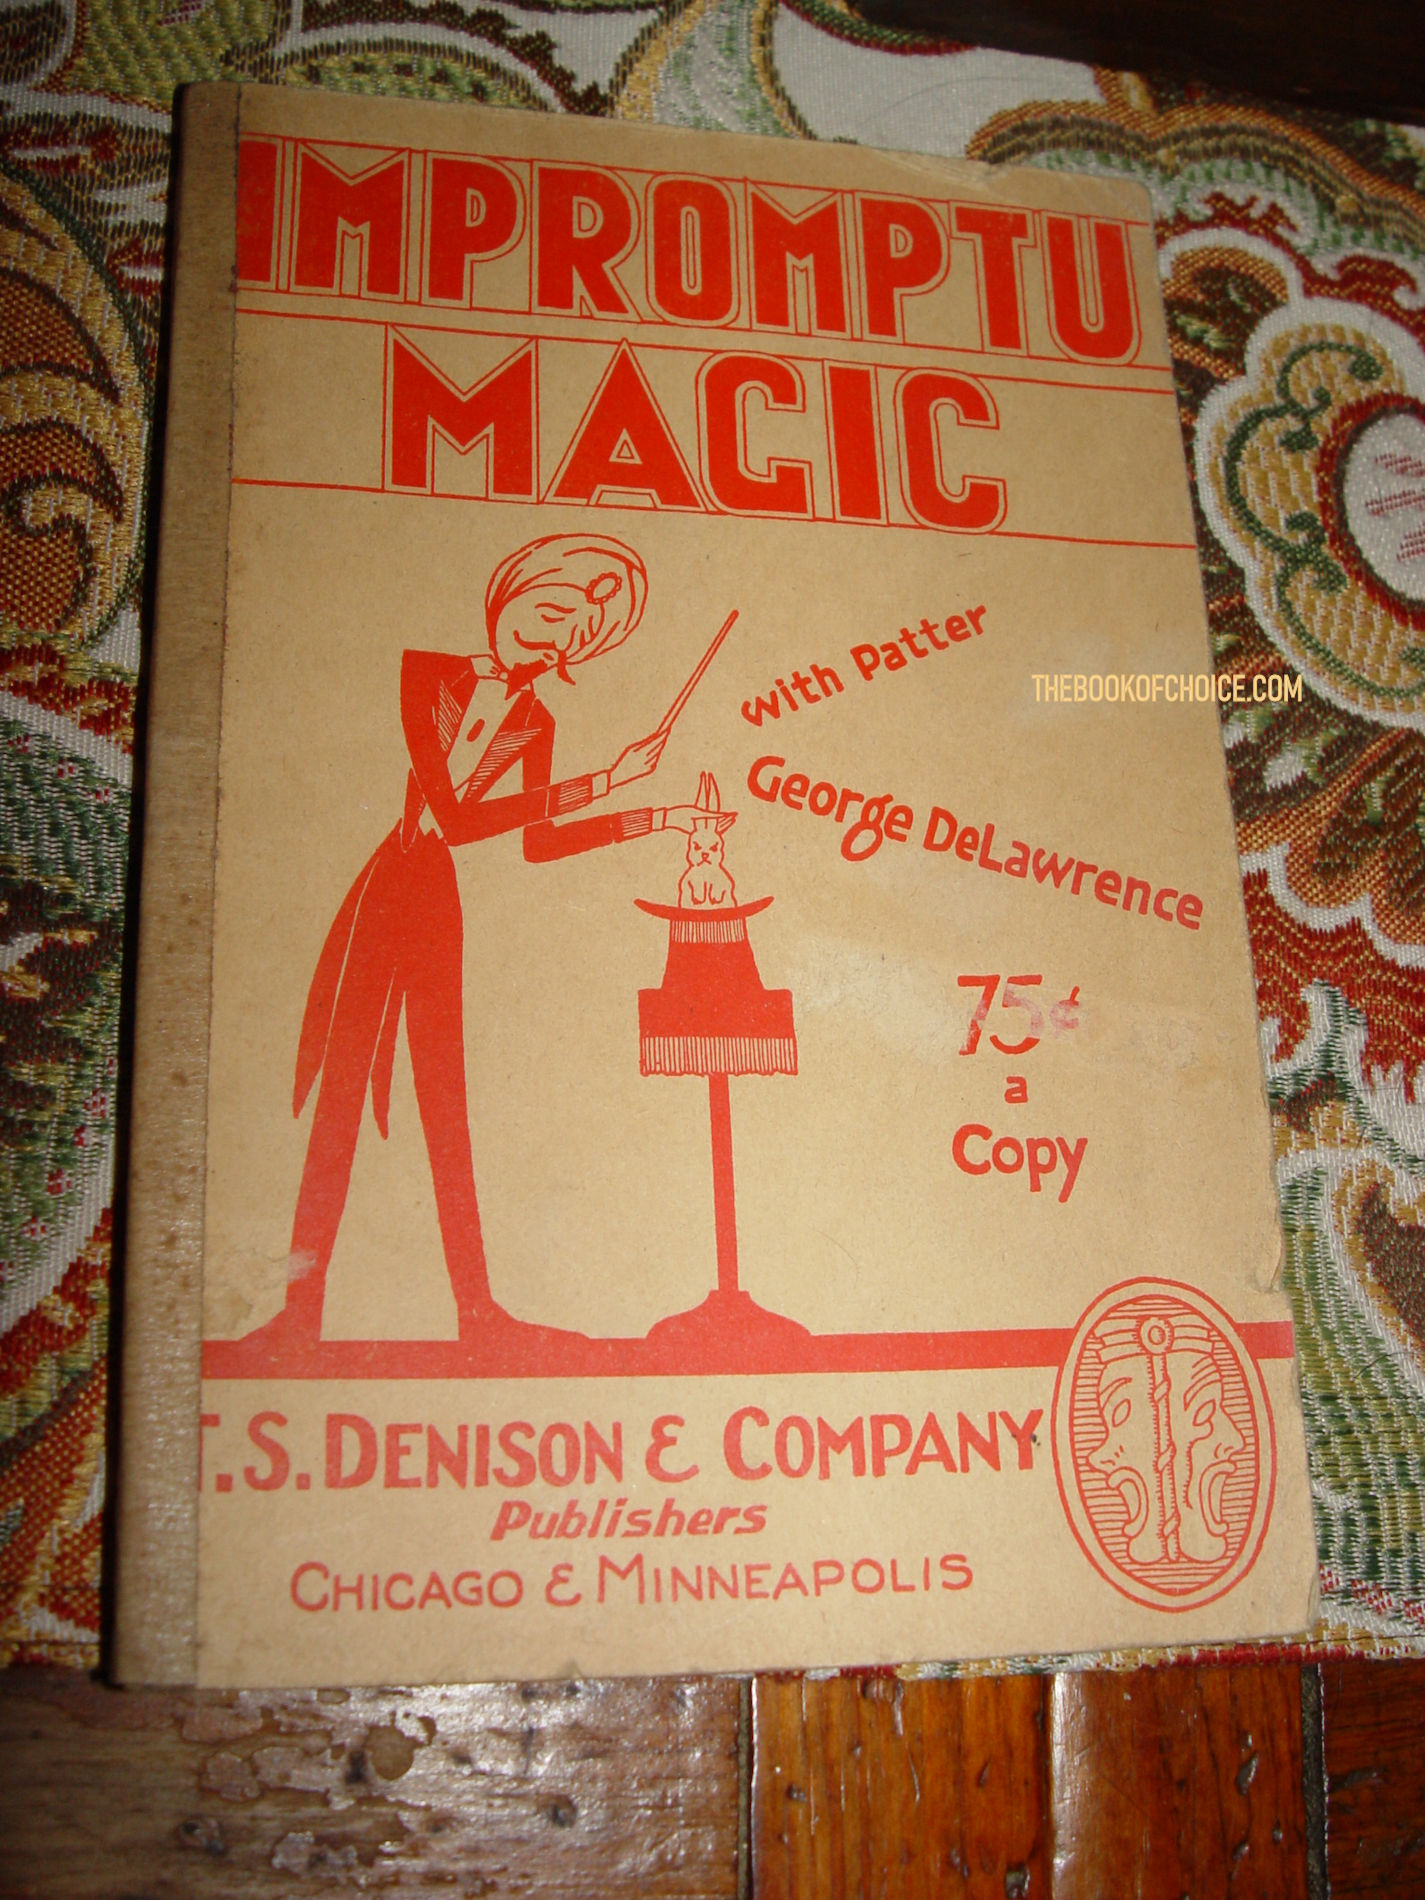 IMPROMPTU
MAGIC
with Patter
THEBOOKOFCHOICE.COM
George DeLawrence
75¢
a
Copy
T.S. DENISON & COMPANY
Publishers
CHICAGO & MINNEAPOLIS